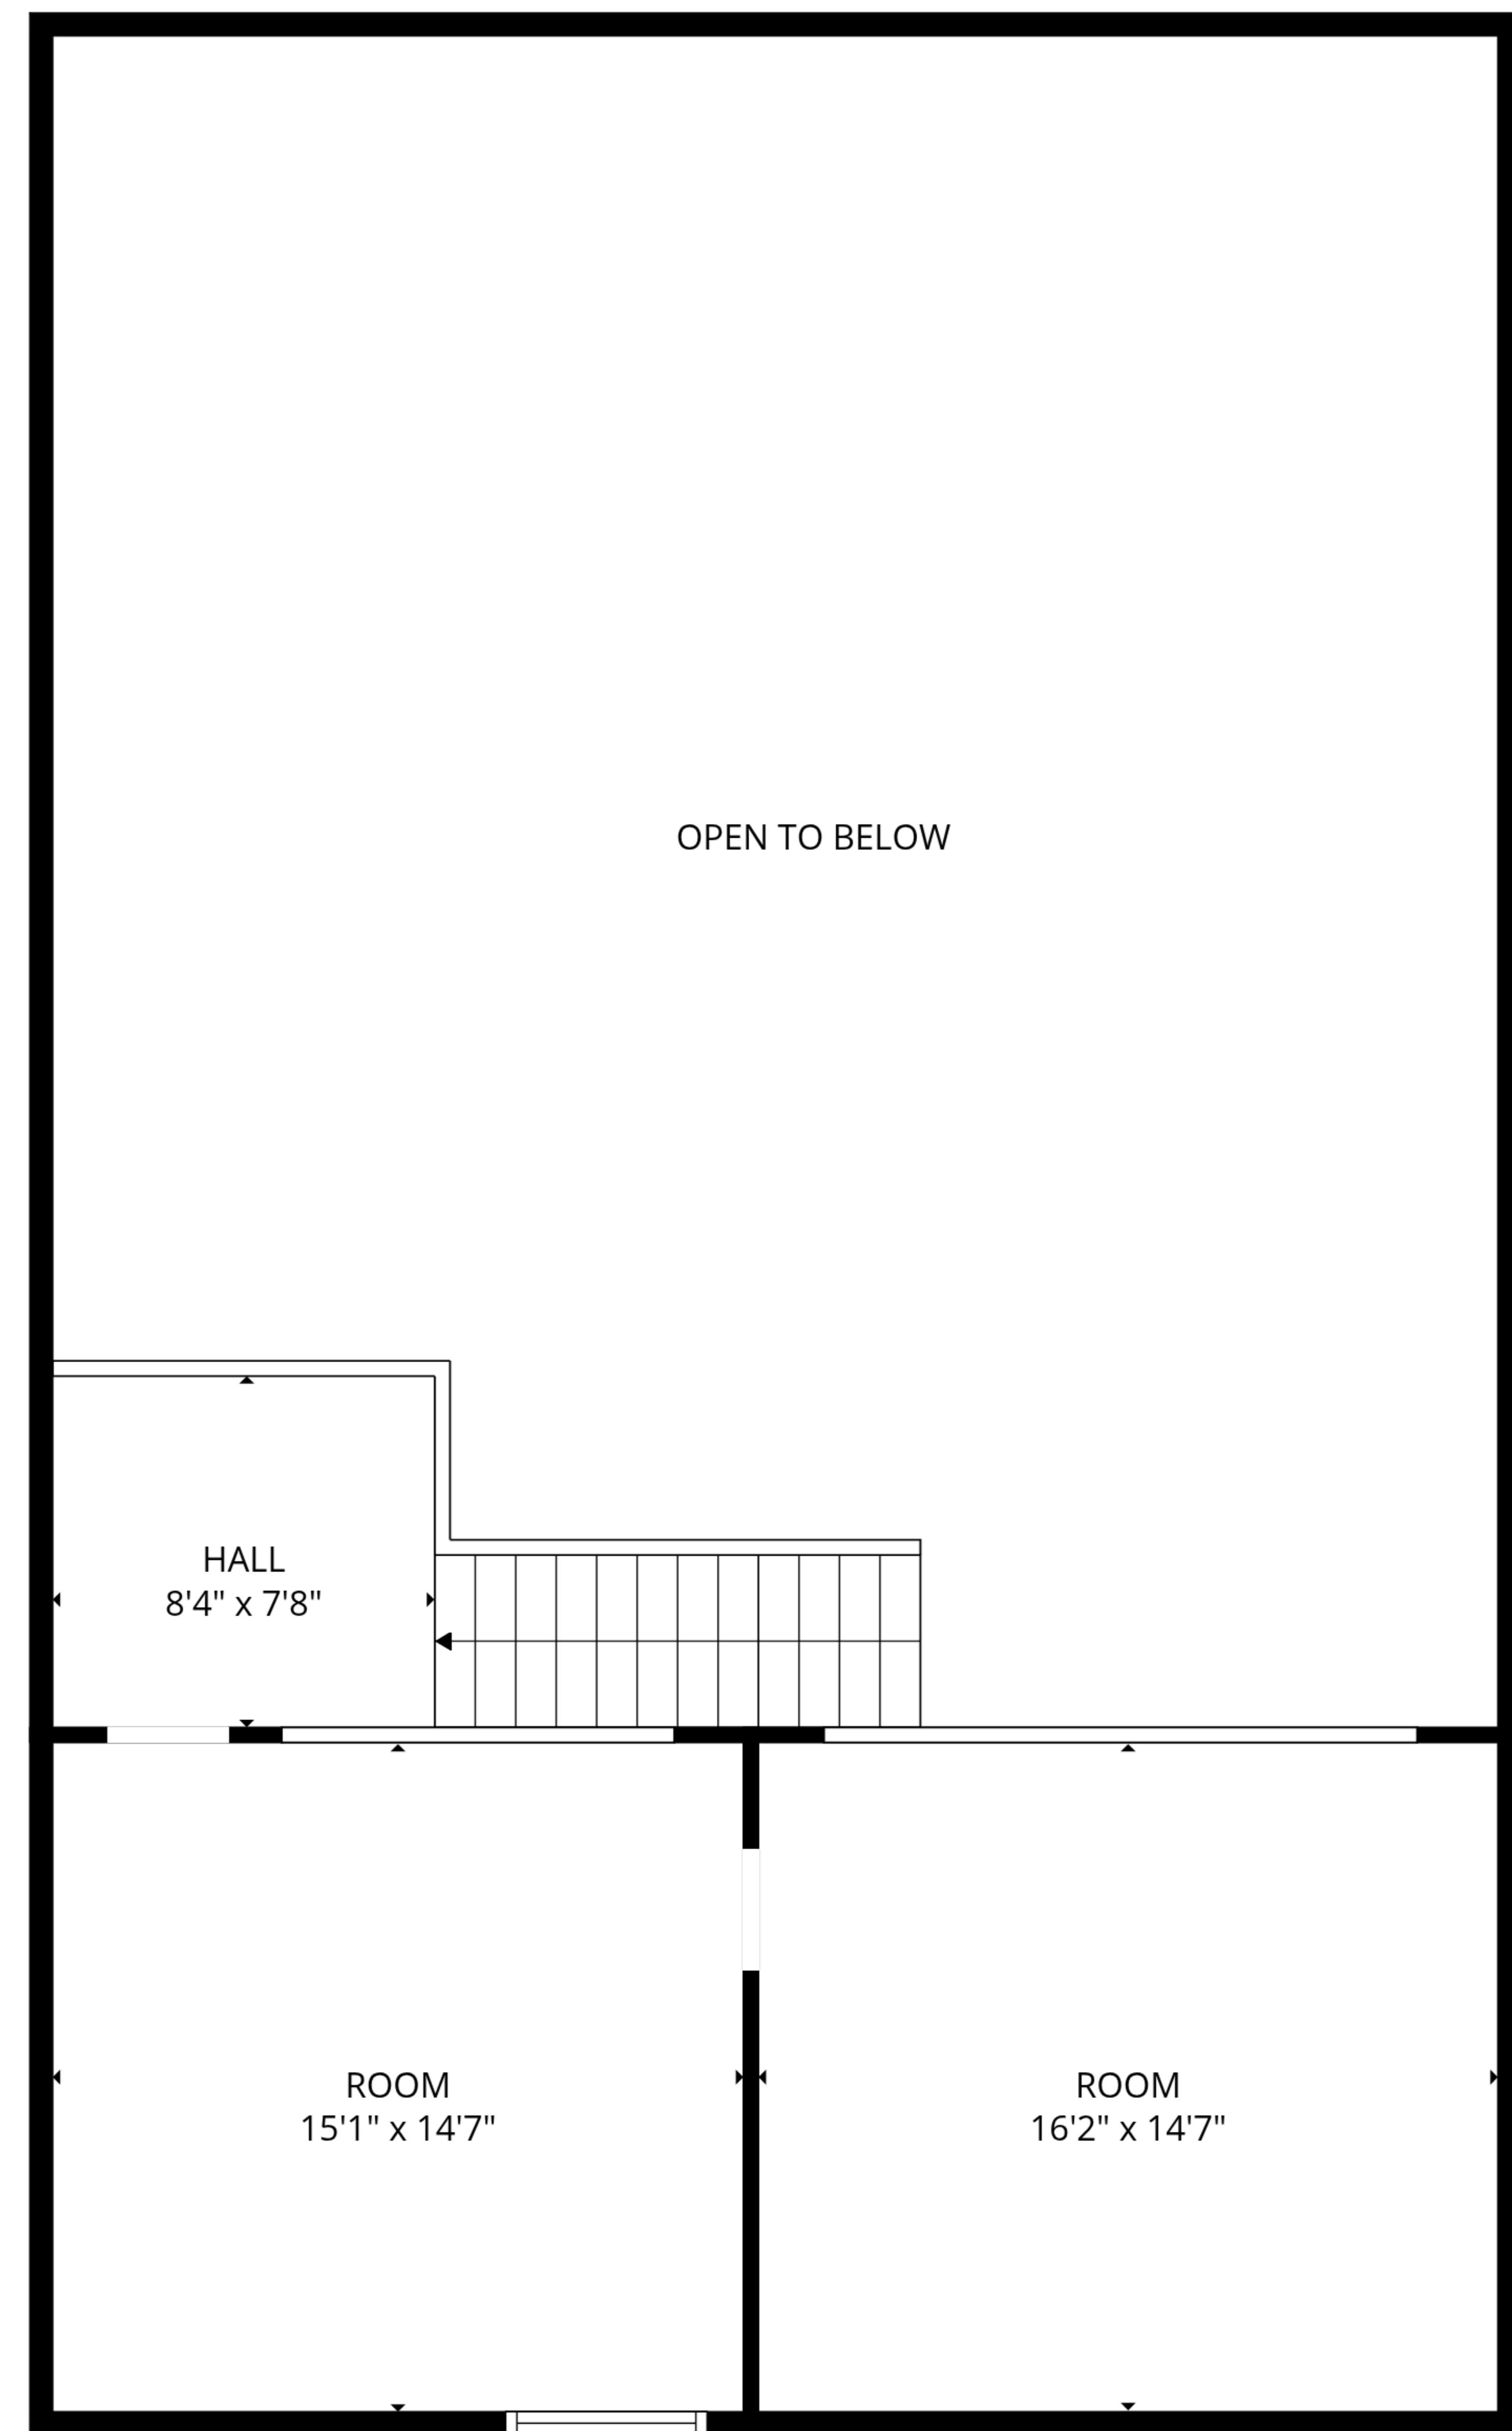 OPEN TO BELOW
HALL
8'4" x 7'8"
ROOM
15'1" x 14'7"
ROOM
16'2" x 14'7"